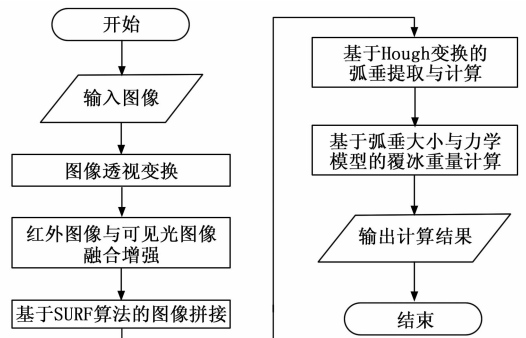 开始
输入图像
图像透视变换
红外图像与可见光图像
融合增强
基于SURF算法的图像拼接
基于Hough变换的
弧垂提取与计算
基于弧垂大小与力学
模型的覆冰重量计算
输出计算结果
结束